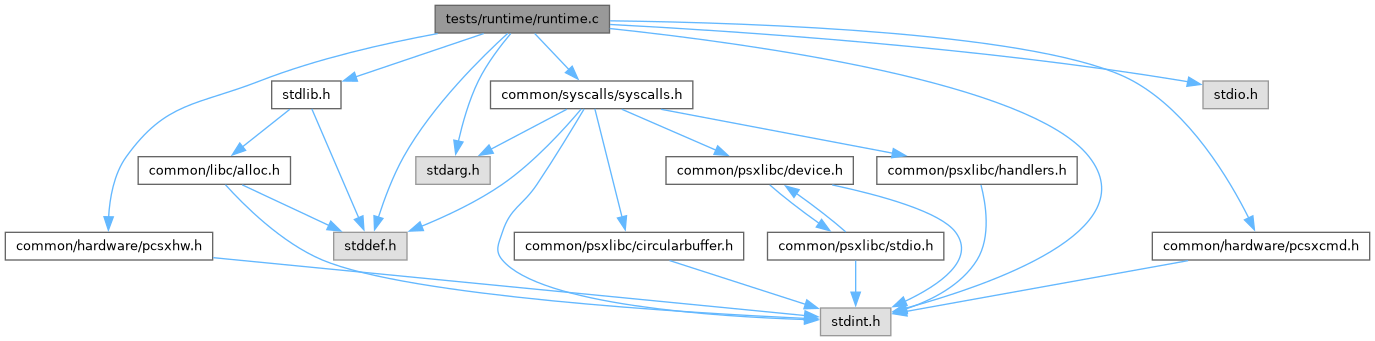 tests/runtime/runtime.c
stdlib.h
common/syscalls/syscalls.h
stdio.h
common/libc/alloc.h
stdarg.h
common/psxlibc/device.h
common/psxlibc/handlers.h
common/hardware/pcsxhw.h
stddef.h
common/psxlibc/circularbuffer.h
common/psxlibc/stdio.h
common/hardware/pcsxcmd.h
stdint.h